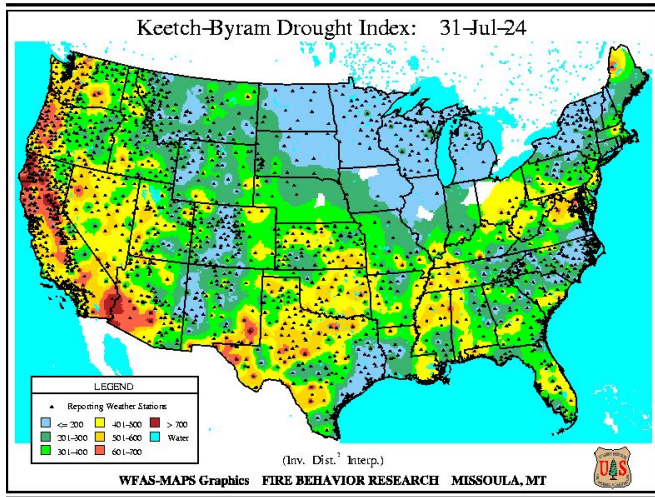 Keetch-Byram Drought Index: 31-Jul-24
LEGEND
Reporting Weather Stations
<= 200 401-500 > 700
201-300 501-600 Water
301-400 601-700
(Inv. Dist.² Interp.)
WFAS-MAPS Graphics FIRE BEHAVIOR RESEARCH MISSOULA, MT
U S